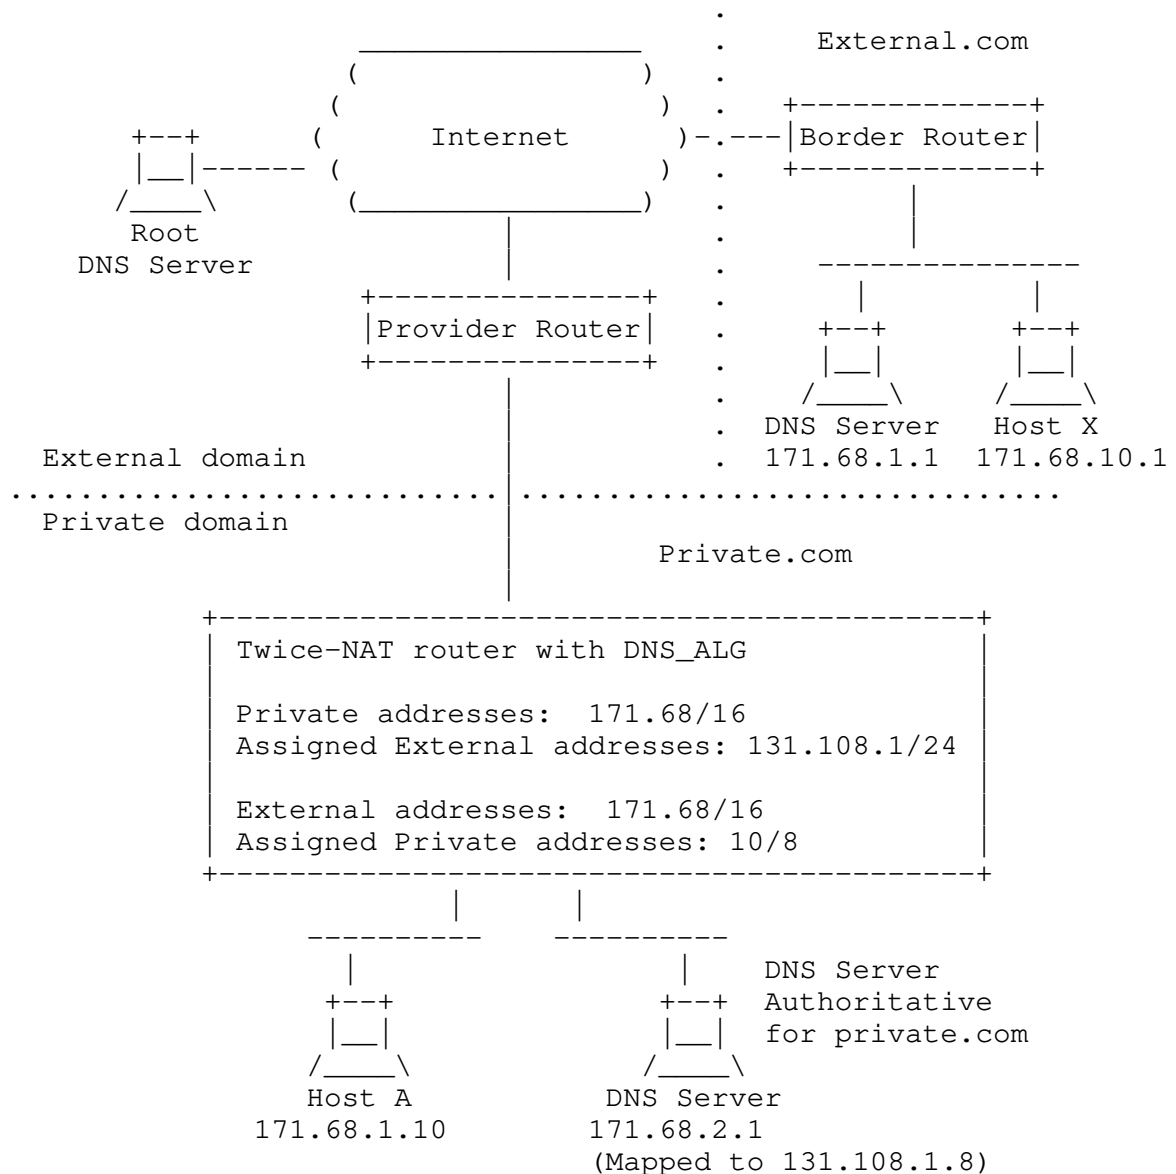 External.com
Internet
Border Router
Root
DNS Server
Provider Router
DNS Server Host X
External domain 171.68.1.1 171.68.10.1
Private domain
Private.com
Twice-NAT router with DNS_ALG
Private addresses: 171.68/16
Assigned External addresses: 131.108.1/24
External addresses: 171.68/16
Assigned Private addresses: 10/8
DNS Server
Authoritative
for private.com
Host A DNS Server
171.68.1.10 171.68.2.1
(Mapped to 131.108.1.8)